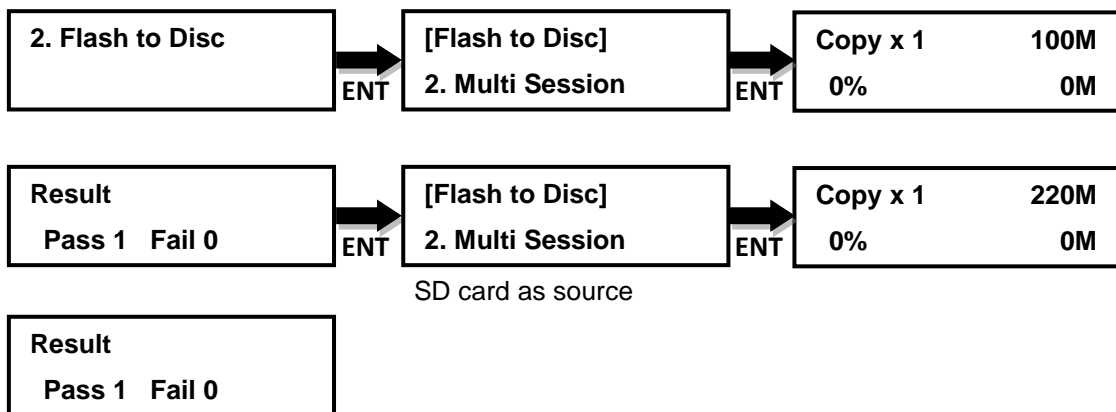 2. Flash to Disc
ENT
[Flash to Disc]
2. Multi Session
ENT
Copy x 1 100M
0% 0M
Result
Pass 1 Fail 0
ENT
[Flash to Disc]
2. Multi Session
SD card as source
ENT
Copy x 1 220M
0% 0M
Result
Pass 1 Fail 0